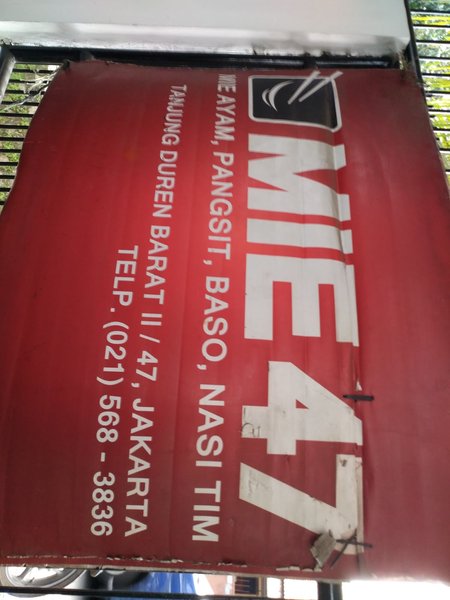 MIE 47
MIE AYAM, PANGSIT, BASO, NASI TIM
TANJUNG DUREN BARAT II / 47, JAKARTA
TELP. (021) 568 - 3836